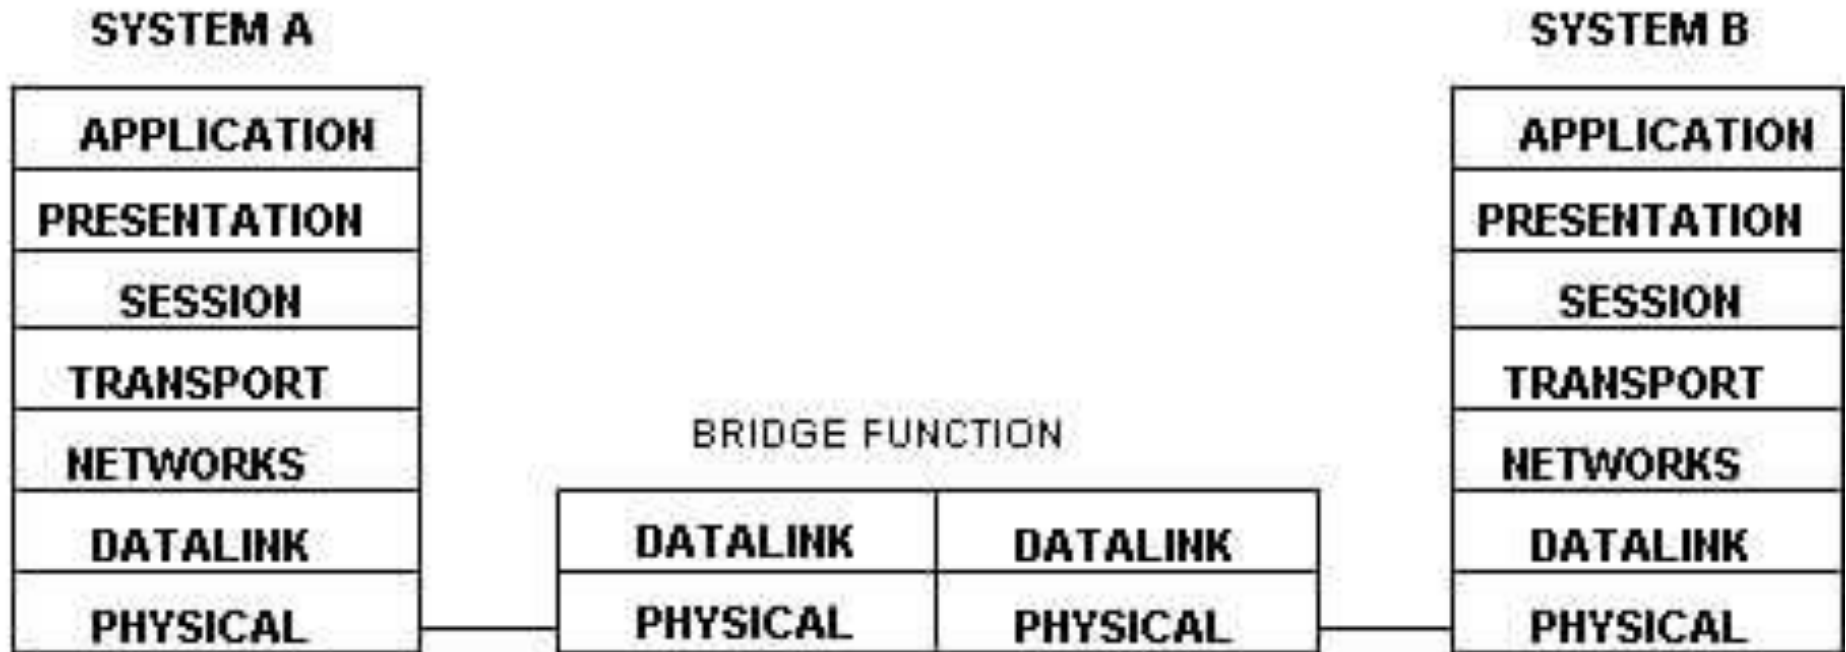 SYSTEM A
APPLICATION
PRESENTATION
SESSION
TRANSPORT
NETWORKS
DATALINK
PHYSICAL
BRIDGE FUNCTION
DATALINK DATALINK
PHYSICAL PHYSICAL
SYSTEM B
APPLICATION
PRESENTATION
SESSION
TRANSPORT
NETWORKS
DATALINK
PHYSICAL